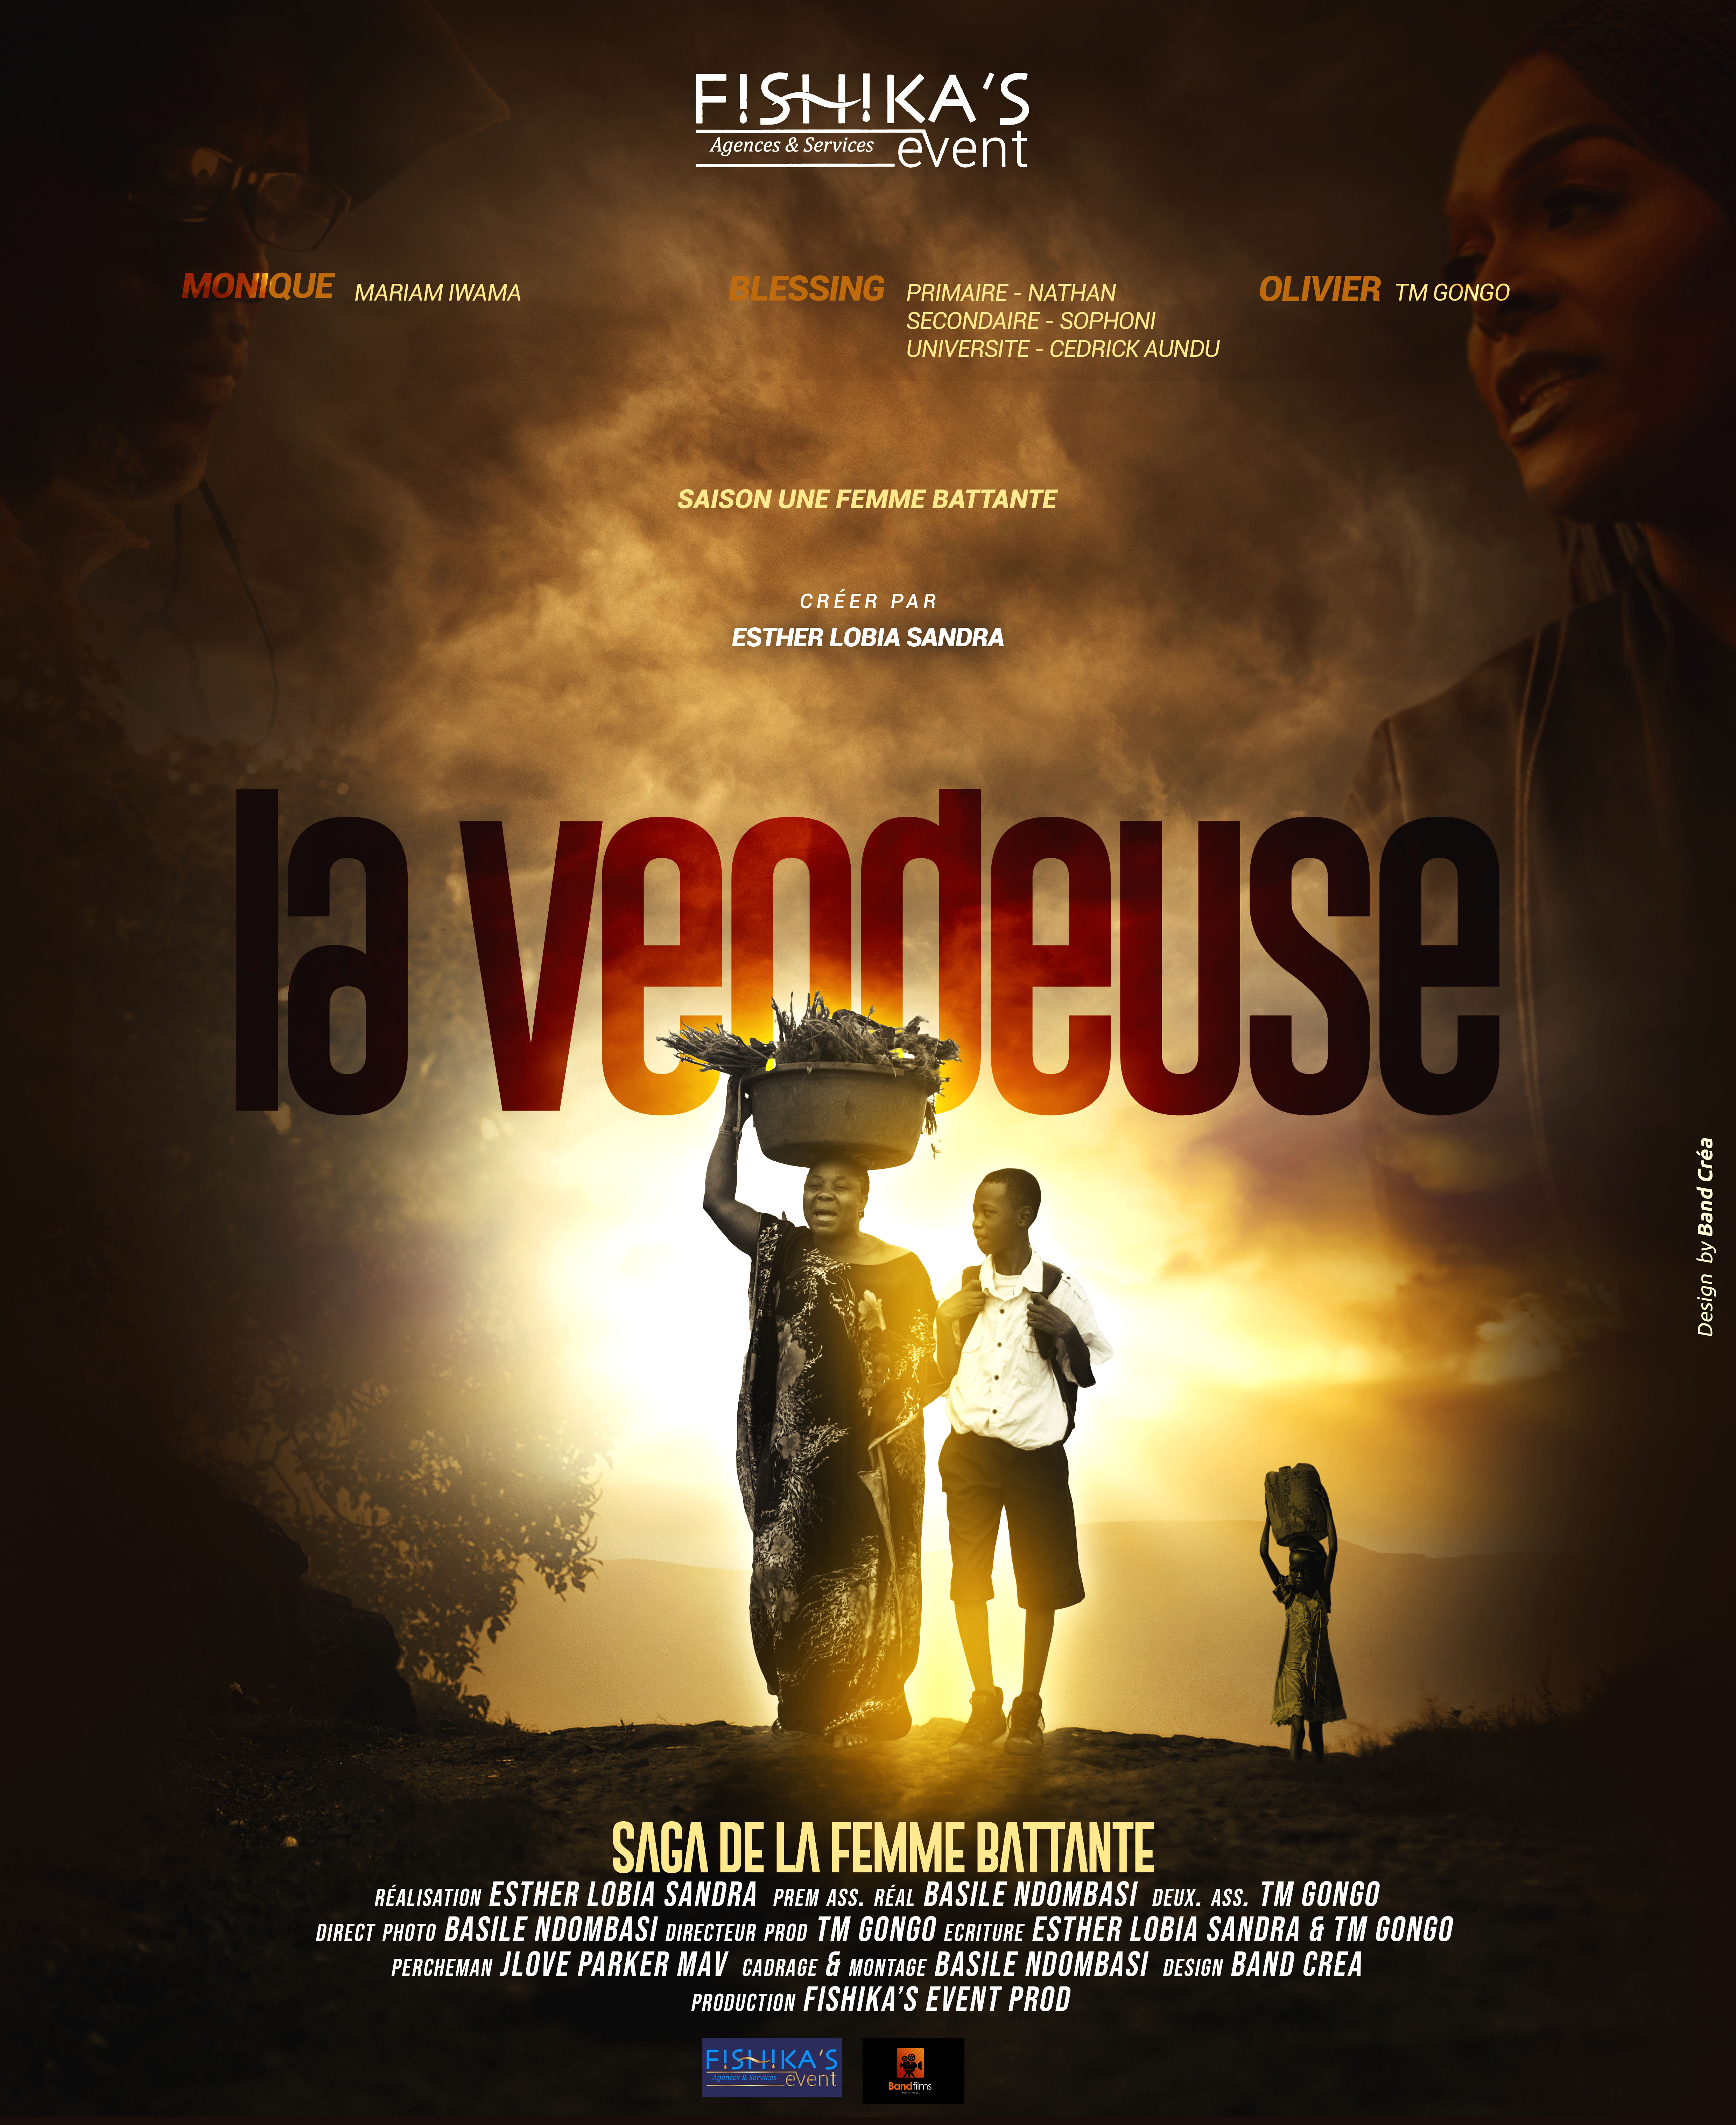 FISHIKA'S
Agences & Services event
MONIQUE MARIAM IWAMA
BLESSING PRIMAIRE - NATHAN
SECONDAIRE - SOPHONI
UNIVERSITE - CEDRICK AUNDU
OLIVIER TM GONGO
SAISON UNE FEMME BATTANTE
CRÉER PAR
ESTHER LOBIA SANDRA
la vendeuse
Design by Band Créa
SAGA DE LA FEMME BATTANTE
RÉALISATION ESTHER LOBIA SANDRA PREM ASS. RÉAL BASILE NDOMBASI DEUX. ASS. TM GONGO
DIRECT PHOTO BASILE NDOMBASI DIRECTEUR PROD TM GONGO ECRITURE ESTHER LOBIA SANDRA & TM GONGO
PERCHEMAN JLOVE PARKER MAV CADRAGE & MONTAGE BASILE NDOMBASI DESIGN BAND CREA
PRODUCTION FISHIKA'S EVENT PROD
FISHIKA'S
Agences & Services event
Bandfilms